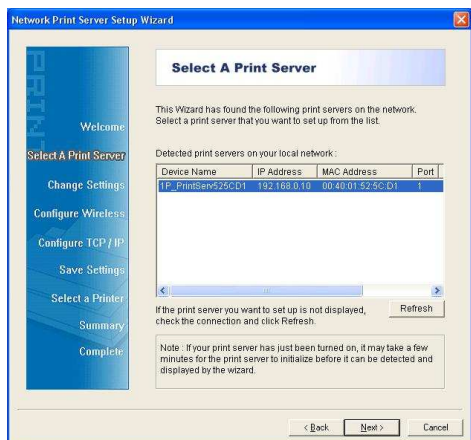 Network Print Server Setup Wizard
PRINT
Welcome
Select A Print Server
Change Settings
Configure Wireless
Configure TCP / IP
Save Settings
Select a Printer
Summary
Complete
Select A Print Server
This Wizard has found the following print servers on the network.
Select a print server that you want to set up from the list.
Detected print servers on your local network :
Device Name IP Address MAC Address Port
1P_PrintServ525CD1 192.168.0.10 00:40:01:52:5C:D1 1
If the print server you want to set up is not displayed,
check the connection and click Refresh.
Refresh
Note : If your print server has just been turned on, it may take a few
minutes for the print server to initialize before it can be detected and
displayed by the wizard.
< Back Next > Cancel